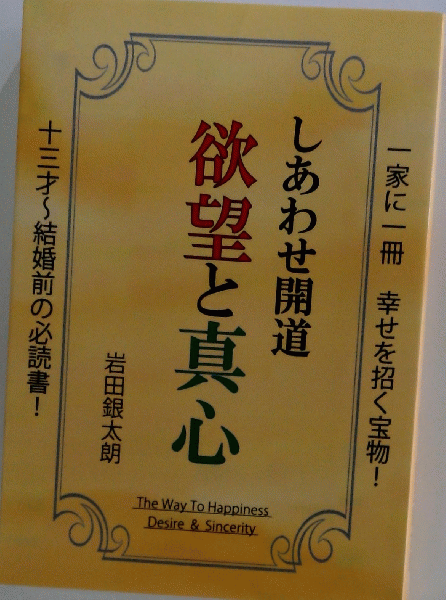 一家に一冊 幸せを招く宝物!
しあわせ開道
欲望と真心
岩田銀太朗
十三才~結婚前の必読書!
The Way To Happiness
Desire & Sincerity